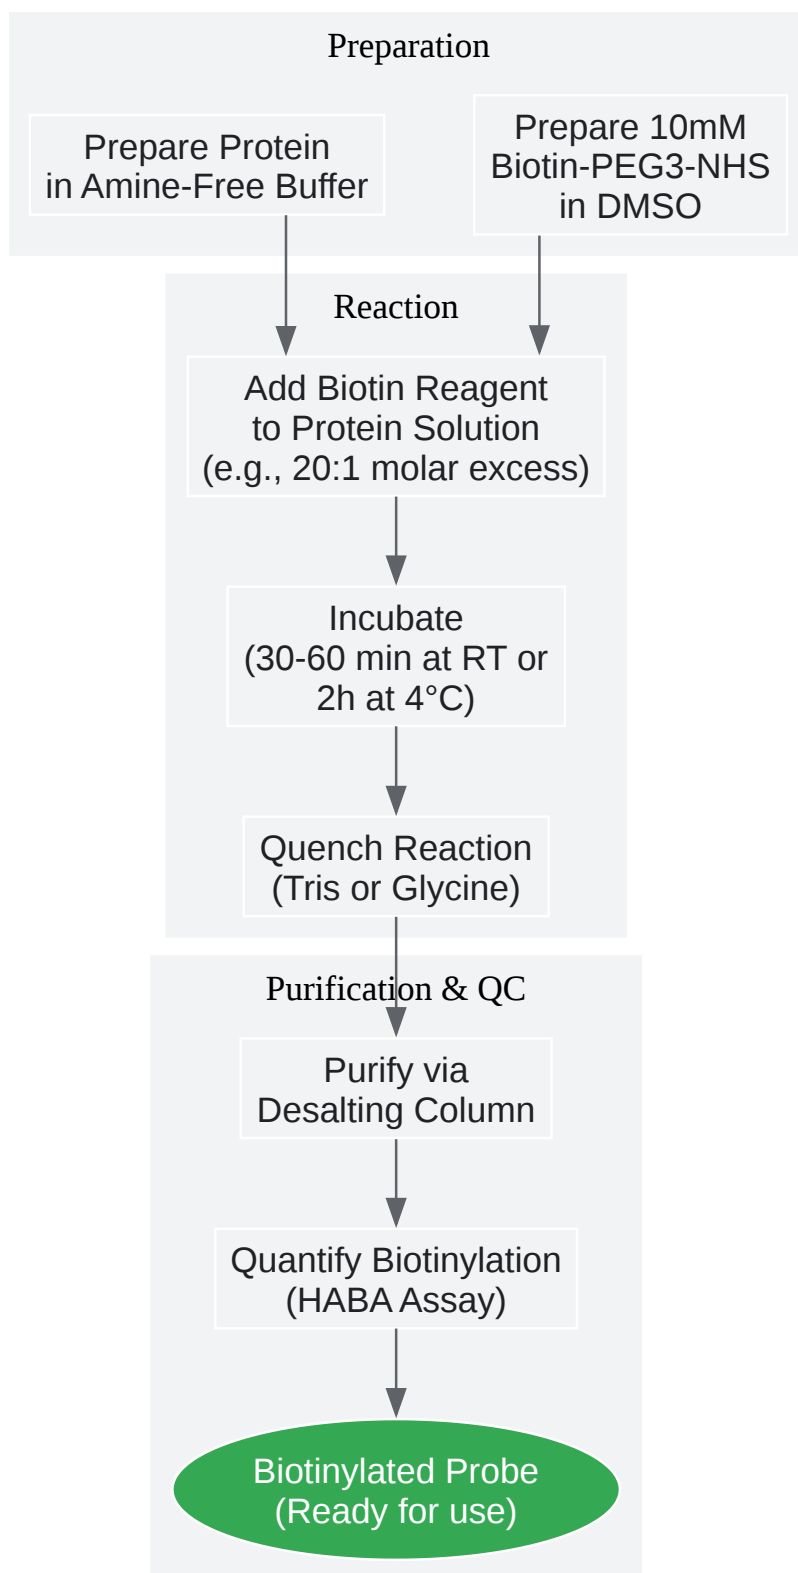 Preparation
Prepare Protein
in Amine-Free Buffer
Prepare 10mM
Biotin-PEG3-NHS
in DMSO
Reaction
Add Biotin Reagent
to Protein Solution
(e.g., 20:1 molar excess)
Incubate
(30-60 min at RT or
2h at 4°C)
Quench Reaction
(Tris or Glycine)
Purification & QC
Purify via
Desalting Column
Quantify Biotinylation
(HABA Assay)
Biotinylated Probe
(Ready for use)